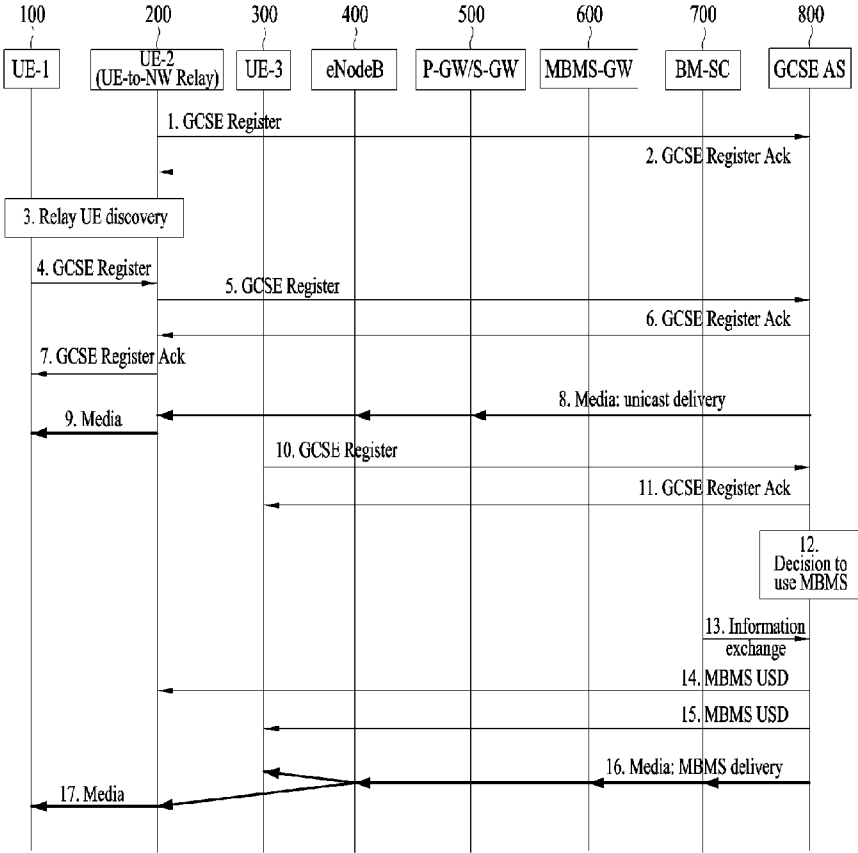 100 200 300 400 500 600 700 800
UE-1
UE-2
(UE-to-NW Relay)
UE-3
eNodeB
P-GW/S-GW
MBMS-GW
BM-SC
GCSE AS
1. GCSE Register
2. GCSE Register Ack
3. Relay UE discovery
4. GCSE Register
5. GCSE Register
6. GCSE Register Ack
7. GCSE Register Ack
8. Media: unicast delivery
9. Media
10. GCSE Register
11. GCSE Register Ack
12.
Decision to
use MBMS
13. Information
exchange
14. MBMS USD
15. MBMS USD
16. Media: MBMS delivery
17. Media